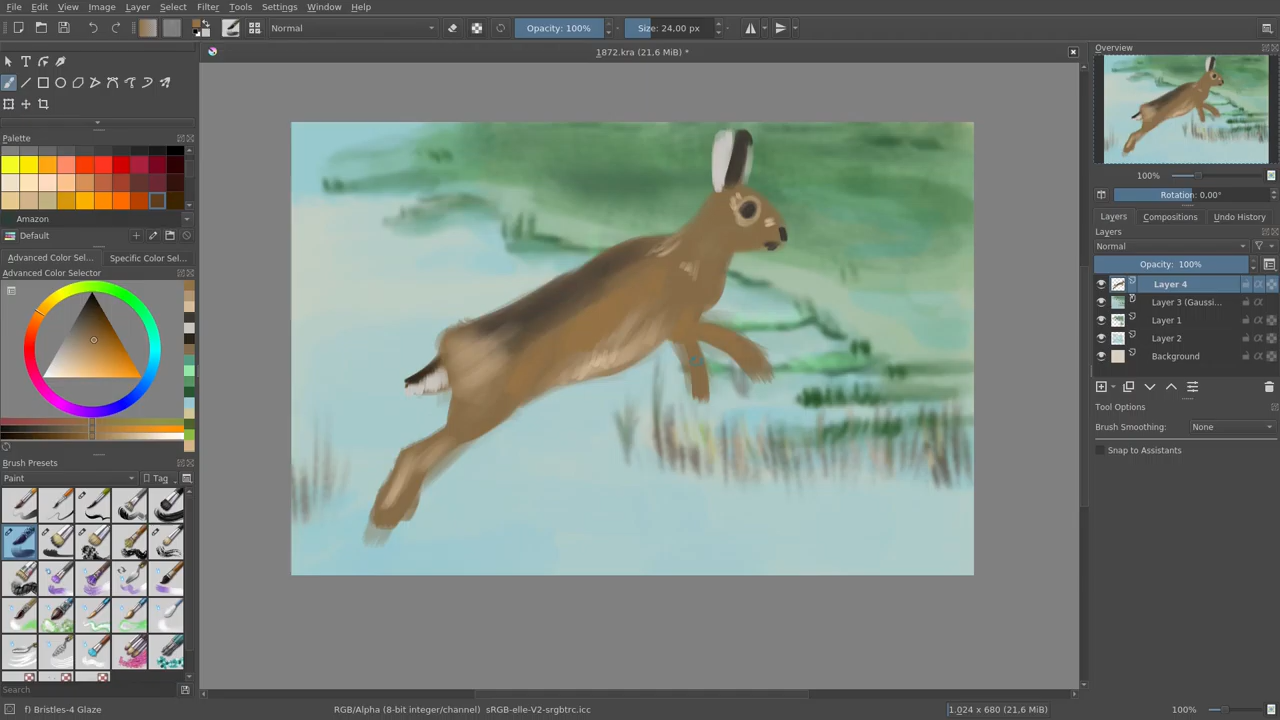 File Edit View Image Layer Select Filter Tools Settings Window Help
Normal
Opacity: 100%
Size: 24,00 px
1872.kra (21,6 MiB) *
Palette
Amazon
Default
Advanced Color Sel...
Specific Color Sel...
Advanced Color Selector
Brush Presets
Paint
Tag
Search
f) Bristles-4 Glaze
RGB/Alpha (8-bit integer/channel) sRGB-elle-V2-srgbtrc.icc
1.024 x 680 (21,6 MiB)
100%
Overview
100%
Rotation: 0,00°
Layers
Compositions
Undo History
Layers
Normal
Opacity: 100%
Layer 4
Layer 3 (Gaussi...
Layer 1
Layer 2
Background
Tool Options
Brush Smoothing: None
Snap to Assistants